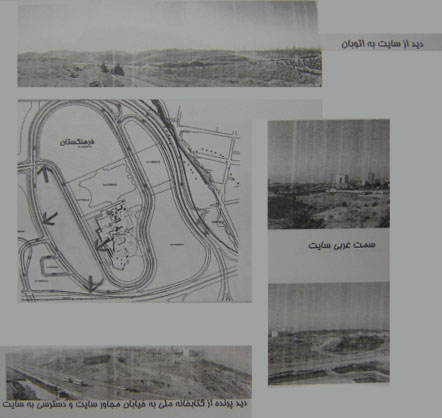 دید از سایت به اتوبان
فرهنگستان
سمت غربی سایت
دید پرنده از کتابخانه ملی به خیابان مجاور سایت و دسترسی به سایت